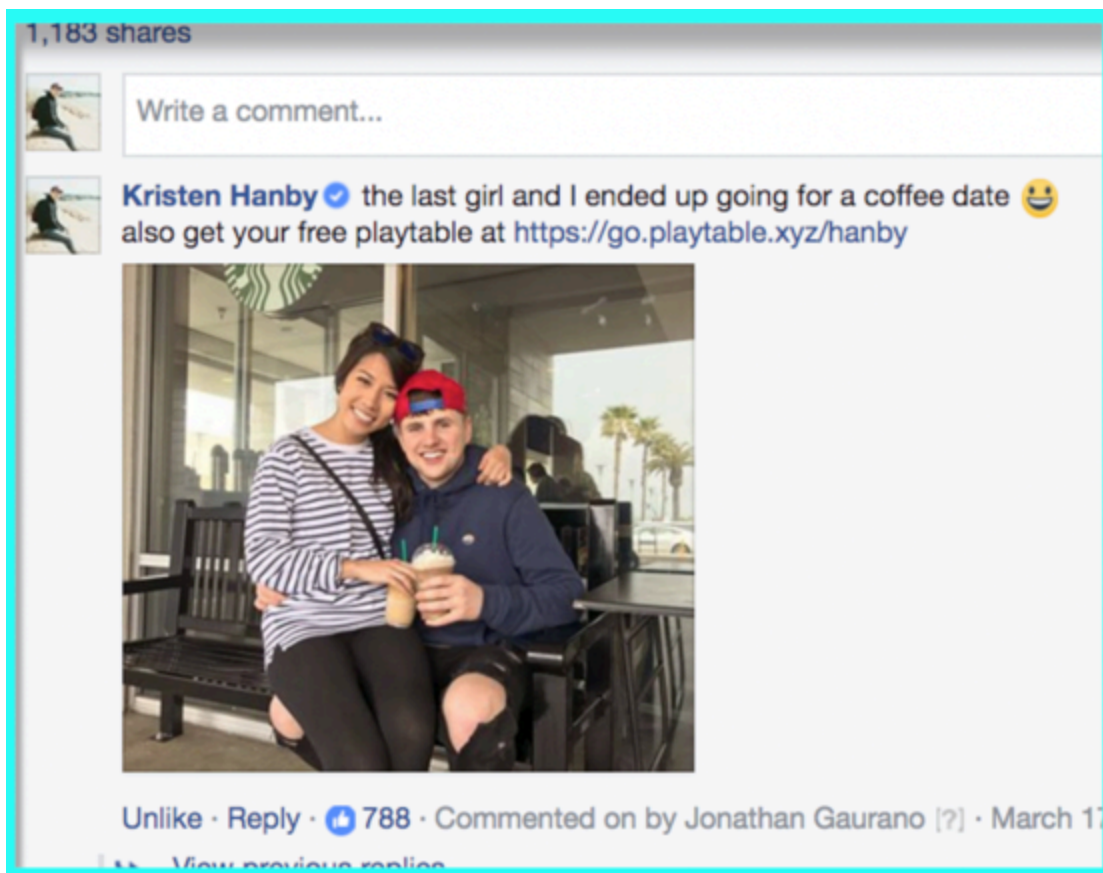 1,183 shares
Write a comment...
Kristen Hanby the last girl and I ended up going for a coffee date 😀
also get your free playtable at https://go.playtable.xyz/hanby
Unlike · Reply · 788 · Commented on by Jonathan Gaurano [?] · March 17
View previous replies